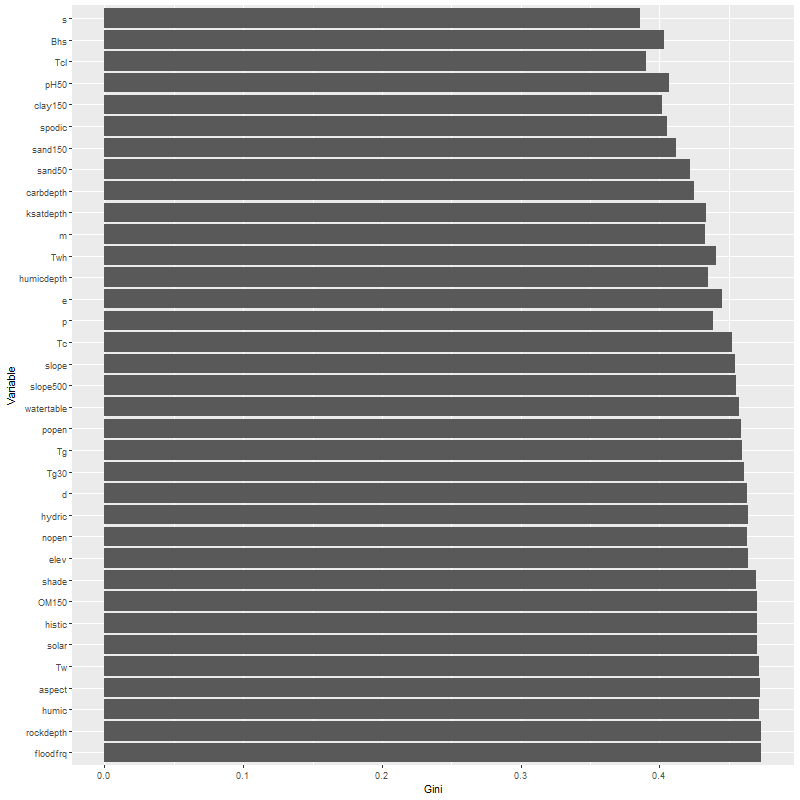 s
Bhs
Tcl
pH50
clay150
spodic
sand150
sand50
carbdepth
ksatdepth
m
Twh
humicdepth
e
p
Tc
slope
slope500
watertable
popen
Tg
Tg30
d
hydric
nopen
elev
shade
OM150
histic
solar
Tw
aspect
humic
rockdepth
floodfrq
Variable
0.0 0.1 0.2 0.3 0.4
Gini